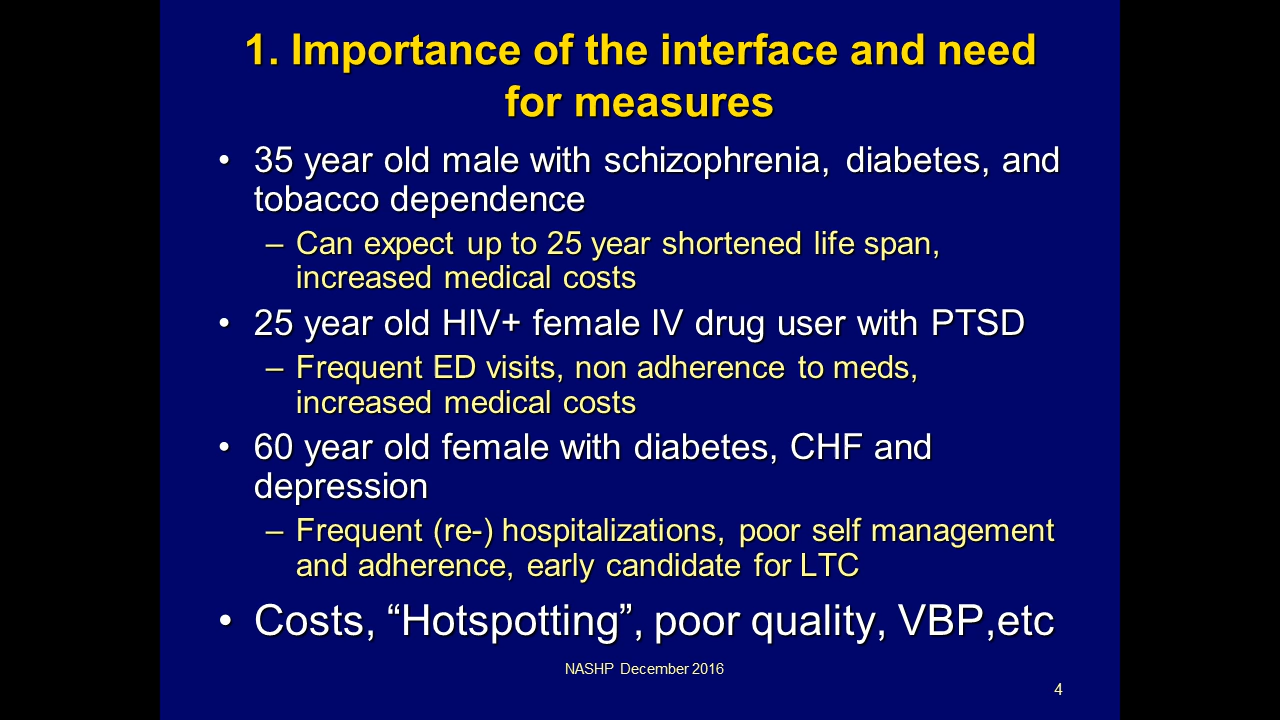 1. Importance of the interface and need
for measures
• 35 year old male with schizophrenia, diabetes, and
tobacco dependence
– Can expect up to 25 year shortened life span,
increased medical costs
• 25 year old HIV+ female IV drug user with PTSD
– Frequent ED visits, non adherence to meds,
increased medical costs
• 60 year old female with diabetes, CHF and
depression
– Frequent (re-) hospitalizations, poor self management
and adherence, early candidate for LTC
• Costs, “Hotspotting”, poor quality, VBP,etc
NASHP December 2016
4